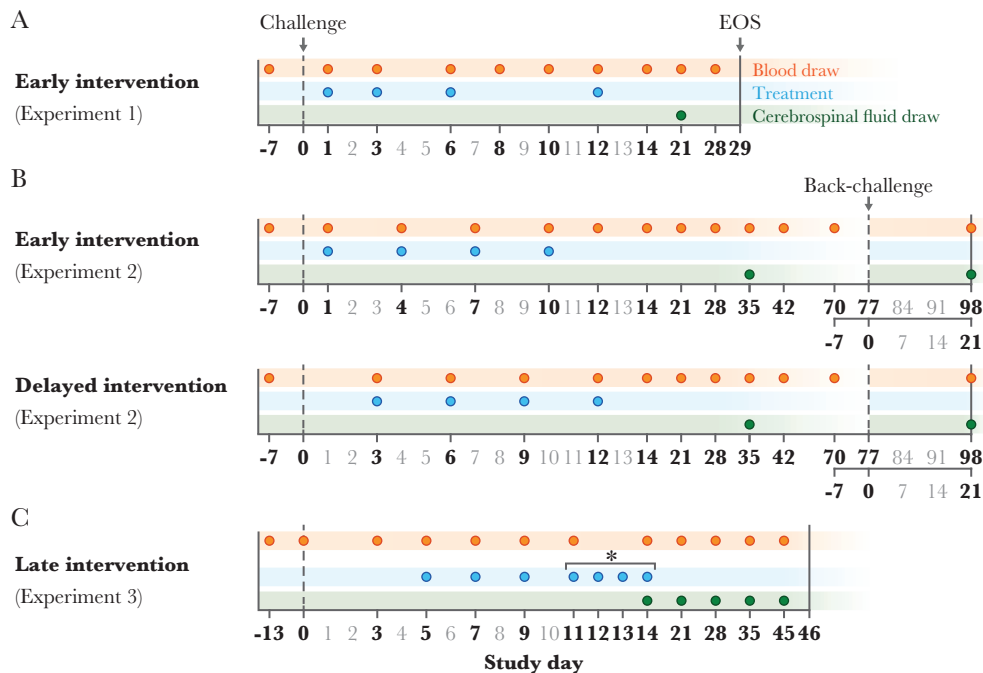 A
Challenge
EOS
Early intervention
(Experiment 1)
Blood draw
Treatment
Cerebrospinal fluid draw
-7 0 1 2 3 4 5 6 7 8 9 10 11 12 13 14 21 28 29
B
Back-challenge
Early intervention
(Experiment 2)
-7 0 1 2 3 4 5 6 7 8 9 10 11 12 13 14 21 28 35 42 70 77 84 91 98
-7 0 7 14 21
Delayed intervention
(Experiment 2)
-7 0 1 2 3 4 5 6 7 8 9 10 11 12 13 14 21 28 35 42 70 77 84 91 98
-7 0 7 14 21
C
Late intervention
(Experiment 3)
*
-13 0 1 2 3 4 5 6 7 8 9 10 11 12 13 14 21 28 35 45 46
Study day